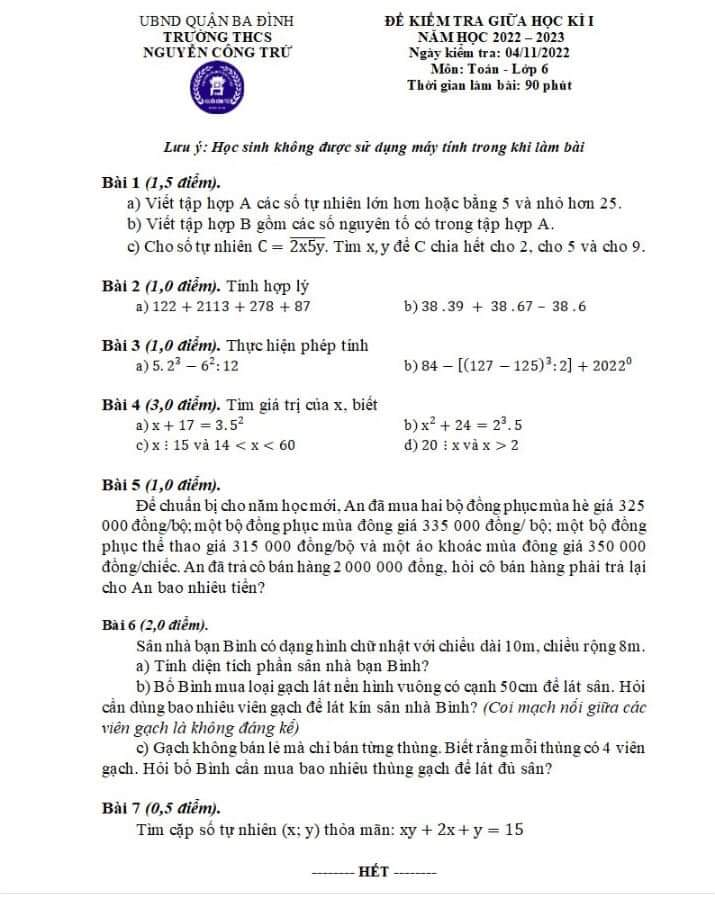 UBND QUẬN BA ĐÌNH
TRƯỜNG THCS
NGUYỄN CÔNG TRỨ
ĐỀ KIỂM TRA GIỮA HỌC KÌ I
NĂM HỌC 2022 – 2023
Ngày kiểm tra: 04/11/2022
Môn: Toán - Lớp 6
Thời gian làm bài: 90 phút
Lưu ý: Học sinh không được sử dụng máy tính trong khi làm bài
Bài 1 (1,5 điểm).
a) Viết tập hợp A các số tự nhiên lớn hơn hoặc bằng 5 và nhỏ hơn 25.
b) Viết tập hợp B gồm các số nguyên tố có trong tập hợp A.
c) Cho số tự nhiên C = \overline{2x5y}. Tìm x, y để C chia hết cho 2, cho 5 và cho 9.
Bài 2 (1,0 điểm). Tính hợp lý
a) 122 + 2113 + 278 + 87 b) 38 . 39 + 38 . 67 – 38 . 6
Bài 3 (1,0 điểm). Thực hiện phép tính
a) 5. 2³ – 6² : 12 b) 84 – [(127 – 125)³ : 2] + 2022⁰
Bài 4 (3,0 điểm). Tìm giá trị của x, biết
a) x + 17 = 3. 5² b) x² + 24 = 2³. 5
c) x ⋮ 15 và 14 < x < 60 d) 20 ⋮ x và x > 2
Bài 5 (1,0 điểm).
Để chuẩn bị cho năm học mới, An đã mua hai bộ đồng phục mùa hè giá 325
000 đồng/bộ; một bộ đồng phục mùa đông giá 335 000 đồng/ bộ; một bộ đồng
phục thể thao giá 315 000 đồng/bộ và một áo khoác mùa đông giá 350 000
đồng/chiếc. An đã trả cô bán hàng 2 000 000 đồng, hỏi cô bán hàng phải trả lại
cho An bao nhiêu tiền?
Bài 6 (2,0 điểm).
Sân nhà bạn Bình có dạng hình chữ nhật với chiều dài 10m, chiều rộng 8m.
a) Tính diện tích phần sân nhà bạn Bình?
b) Bố Bình mua loại gạch lát nền hình vuông có cạnh 50cm để lát sân. Hỏi
cần dùng bao nhiêu viên gạch để lát kín sân nhà Bình? (Coi mạch nối giữa các
viên gạch là không đáng kể)
c) Gạch không bán lẻ mà chỉ bán từng thùng. Biết rằng mỗi thùng có 4 viên
gạch. Hỏi bố Bình cần mua bao nhiêu thùng gạch để lát đủ sân?
Bài 7 (0,5 điểm).
Tìm cặp số tự nhiên (x; y) thỏa mãn: xy + 2x + y = 15
-------- HẾT --------